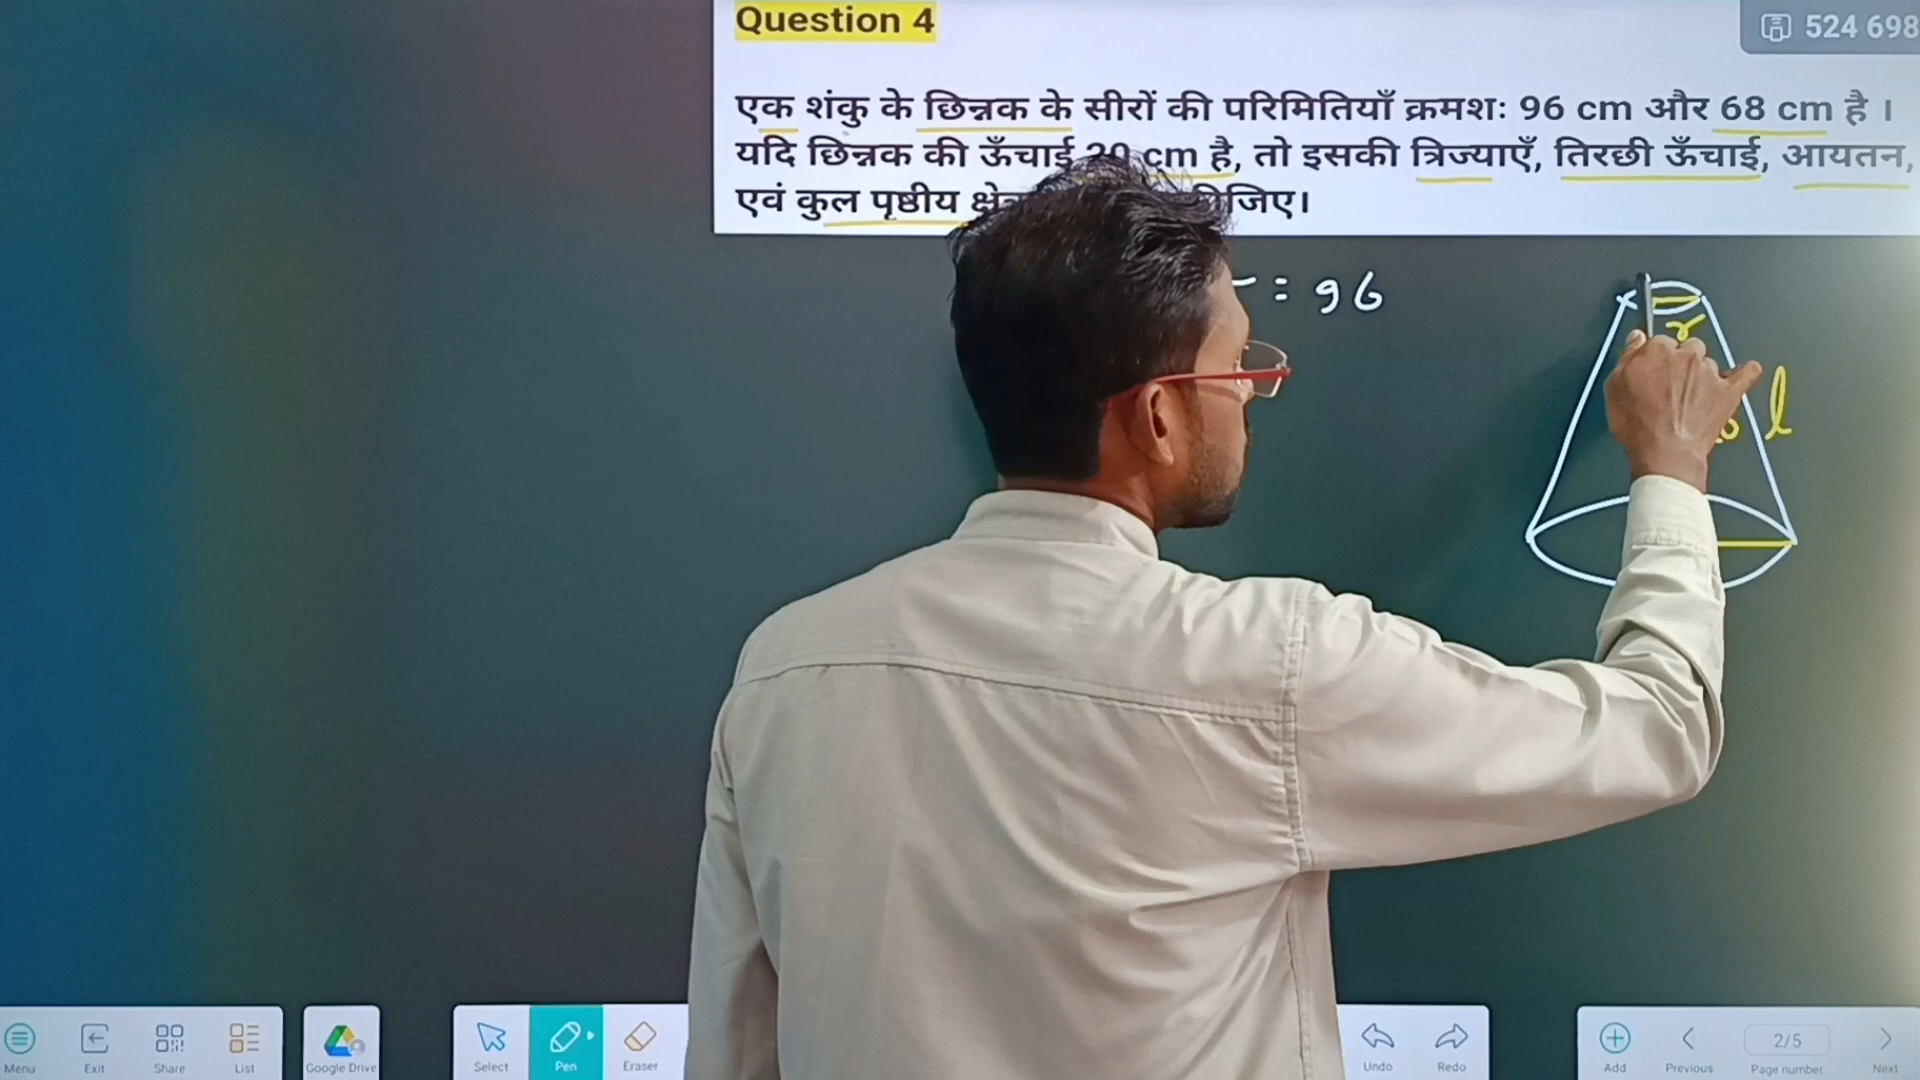 Question 4
524 698
एक शंकु के छिन्नक के सीरों की परिमितियाँ क्रमशः 96 cm और 68 cm है ।
यदि छिन्नक की ऊँचाई 20 cm है, तो इसकी त्रिज्याएँ, तिरछी ऊँचाई, आयतन,
एवं कुल पृष्ठीय
= 96
r
l
Menu
Exit
Share
List
Google Drive
Select
Pen
Eraser
Undo
Redo
Add
Previous
2/5
Page number
Next